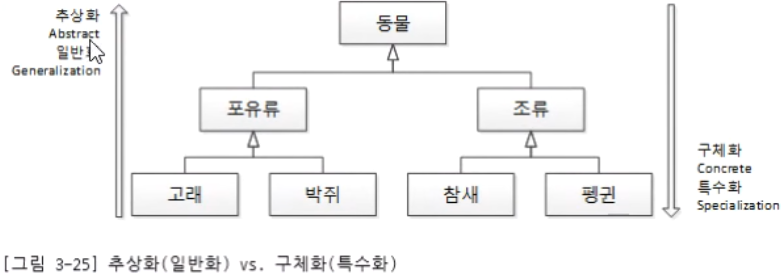 추상화
Abstract
일반화
Generalization
동물
포유류
조류
고래
박쥐
참새
펭귄
구체화
Concrete
특수화
Specialization
[그림 3-25] 추상화(일반화) vs. 구체화(특수화)